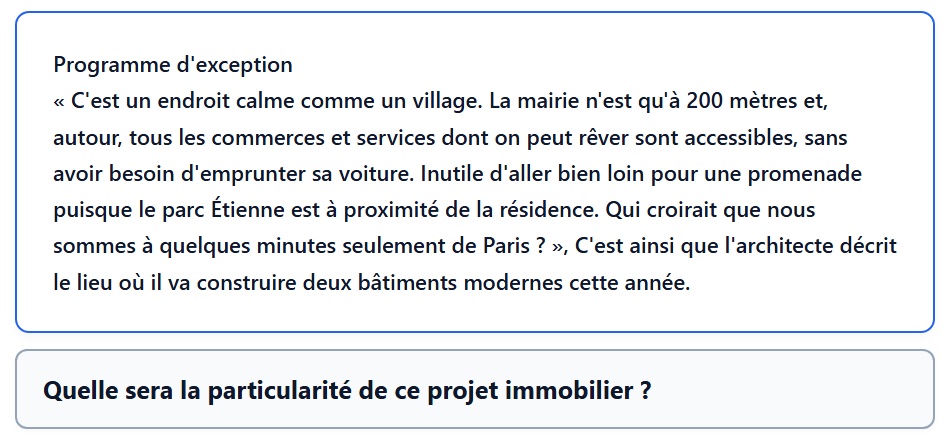 Programme d'exception
« C'est un endroit calme comme un village. La mairie n'est qu'à 200 mètres et,
autour, tous les commerces et services dont on peut rêver sont accessibles, sans
avoir besoin d'emprunter sa voiture. Inutile d'aller bien loin pour une promenade
puisque le parc Étienne est à proximité de la résidence. Qui croirait que nous
sommes à quelques minutes seulement de Paris ? », C'est ainsi que l'architecte décrit
le lieu où il va construire deux bâtiments modernes cette année.
Quelle sera la particularité de ce projet immobilier ?